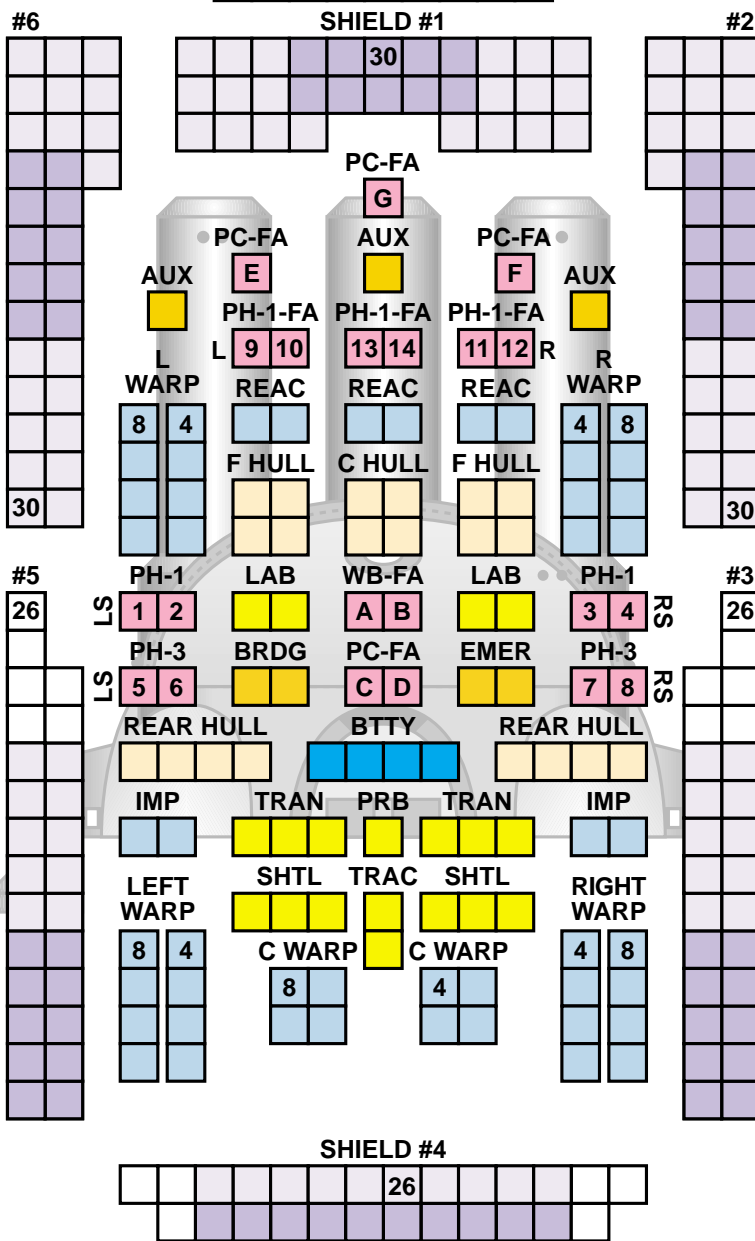 #6 SHIELD #1 #2
30
PC-FA
G
PC-FA AUX PC-FA
E F
AUX AUX
PH-1-FA PH-1-FA PH-1-FA
L 9 10 13 14 11 12 R
L R
WARP REAC REAC REAC WARP
8 4 4 8
F HULL C HULL F HULL
30 30
#5 PH-1 LAB WB-FA LAB PH-1 #3
26 LS 1 2 A B 3 4 RS 26
PH-3 BRDG PC-FA EMER PH-3
LS 5 6 C D 7 8 RS
REAR HULL BTTY REAR HULL
IMP TRAN PRB TRAN IMP
LEFT SHTL TRAC SHTL RIGHT
WARP WARP
8 4 C WARP C WARP 4 8
8 4
SHIELD #4
26